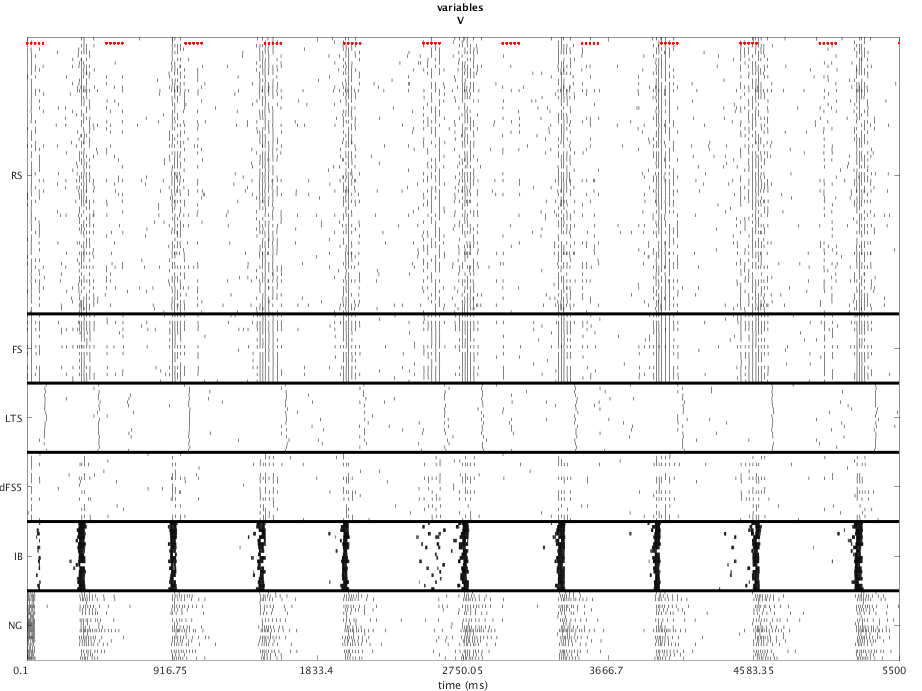 variables
V
RS
FS
LTS
dFS5
IB
NG
0.1
916.75
1833.4
2750.05
3666.7
4583.35
5500
time (ms)